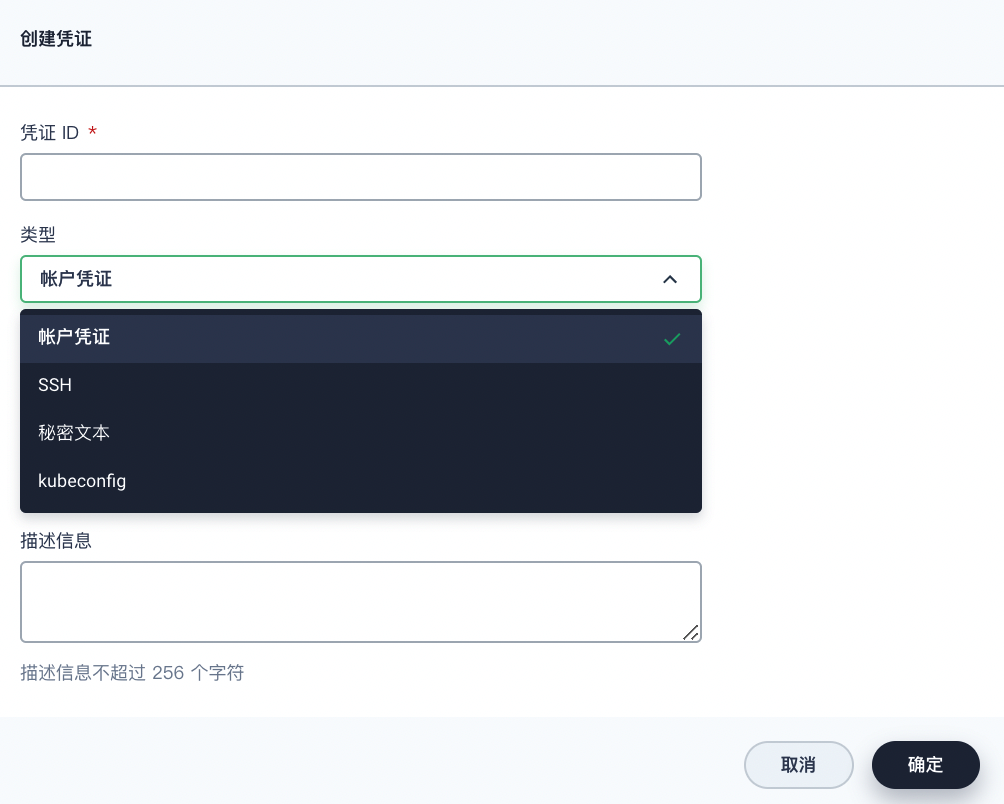 创建凭证
凭证 ID *
类型
帐户凭证
帐户凭证
SSH
秘密文本
kubeconfig
描述信息
描述信息不超过 256 个字符
取消
确定